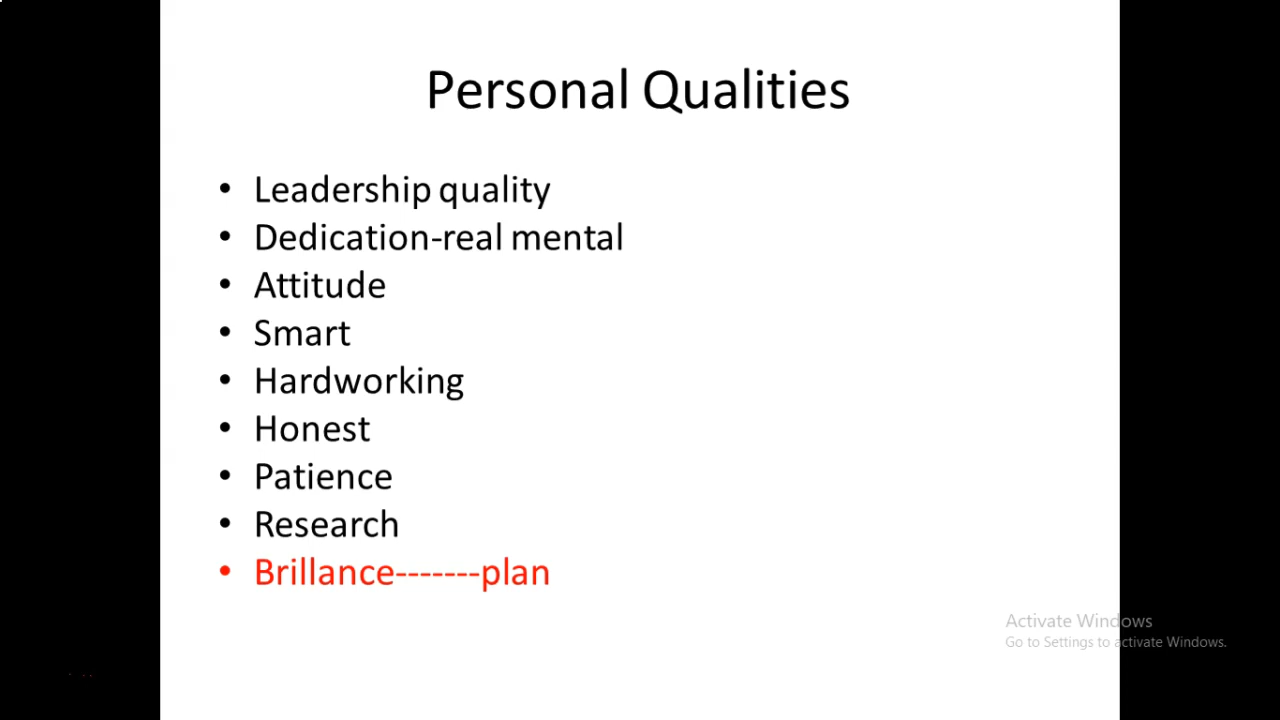 Personal Qualities
• Leadership quality
• Dedication-real mental
• Attitude
• Smart
• Hardworking
• Honest
• Patience
• Research
• Brillance-------plan
Activate Windows
Go to Settings to activate Windows.